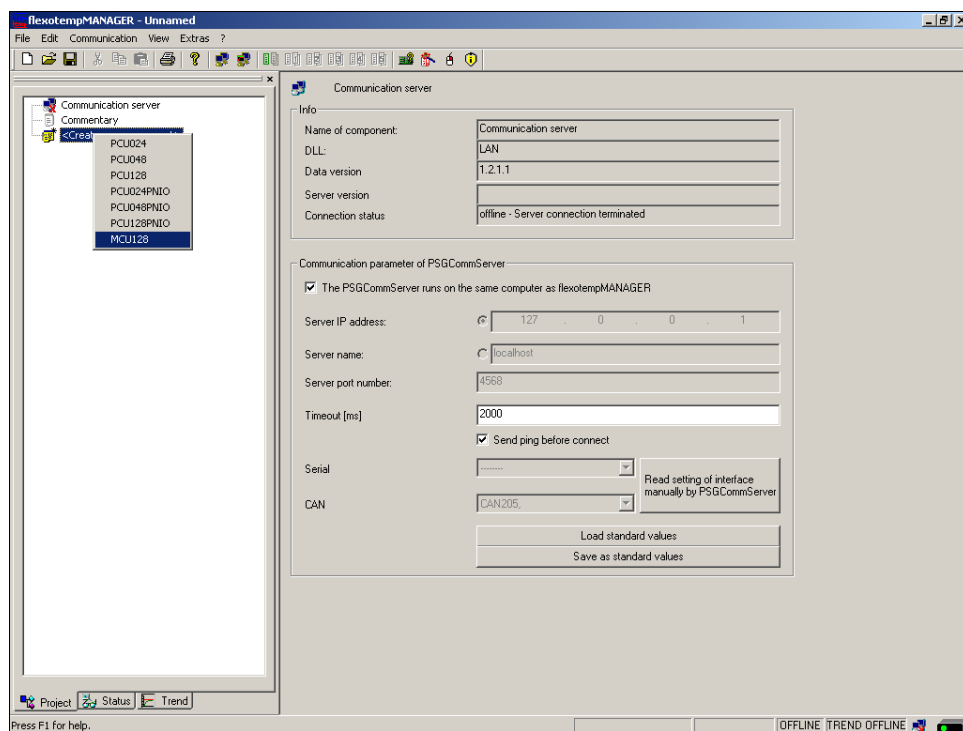 flexotempMANAGER - Unnamed
File Edit Communication View Extras ?
Communication server
Commentary
<Creat
PCU024
PCU048
PCU128
PCU024PNIO
PCU048PNIO
PCU128PNIO
MCU128
Communication server
Info
Name of component: Communication server
DLL: LAN
Data version 1.2.1.1
Server version
Connection status offline - Server connection terminated
Communication parameter of PSGCommServer
The PSGCommServer runs on the same computer as flexotempMANAGER
Server IP address: 127 . 0 . 0 . 1
Server name: localhost
Server port number: 4568
Timeout [ms] 2000
Send ping before connect
Serial -------
Read setting of interface
manually by PSGCommServer
CAN CAN205,
Load standard values
Save as standard values
Project Status Trend
Press F1 for help. OFFLINE TREND OFFLINE